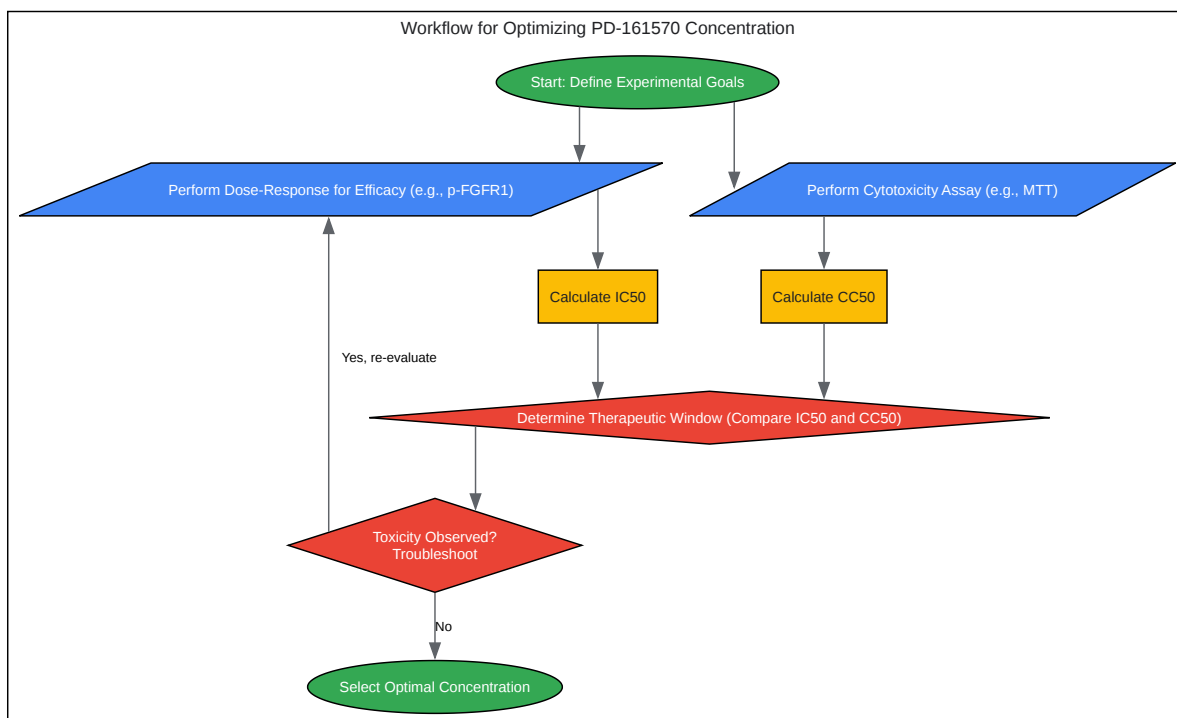 Workflow for Optimizing PD-161570 Concentration
Start: Define Experimental Goals
Perform Dose-Response for Efficacy (e.g., p-FGFR1)
Perform Cytotoxicity Assay (e.g., MTT)
Calculate IC50
Calculate CC50
Yes, re-evaluate
Determine Therapeutic Window (Compare IC50 and CC50)
Toxicity Observed?
Troubleshoot
No
Select Optimal Concentration